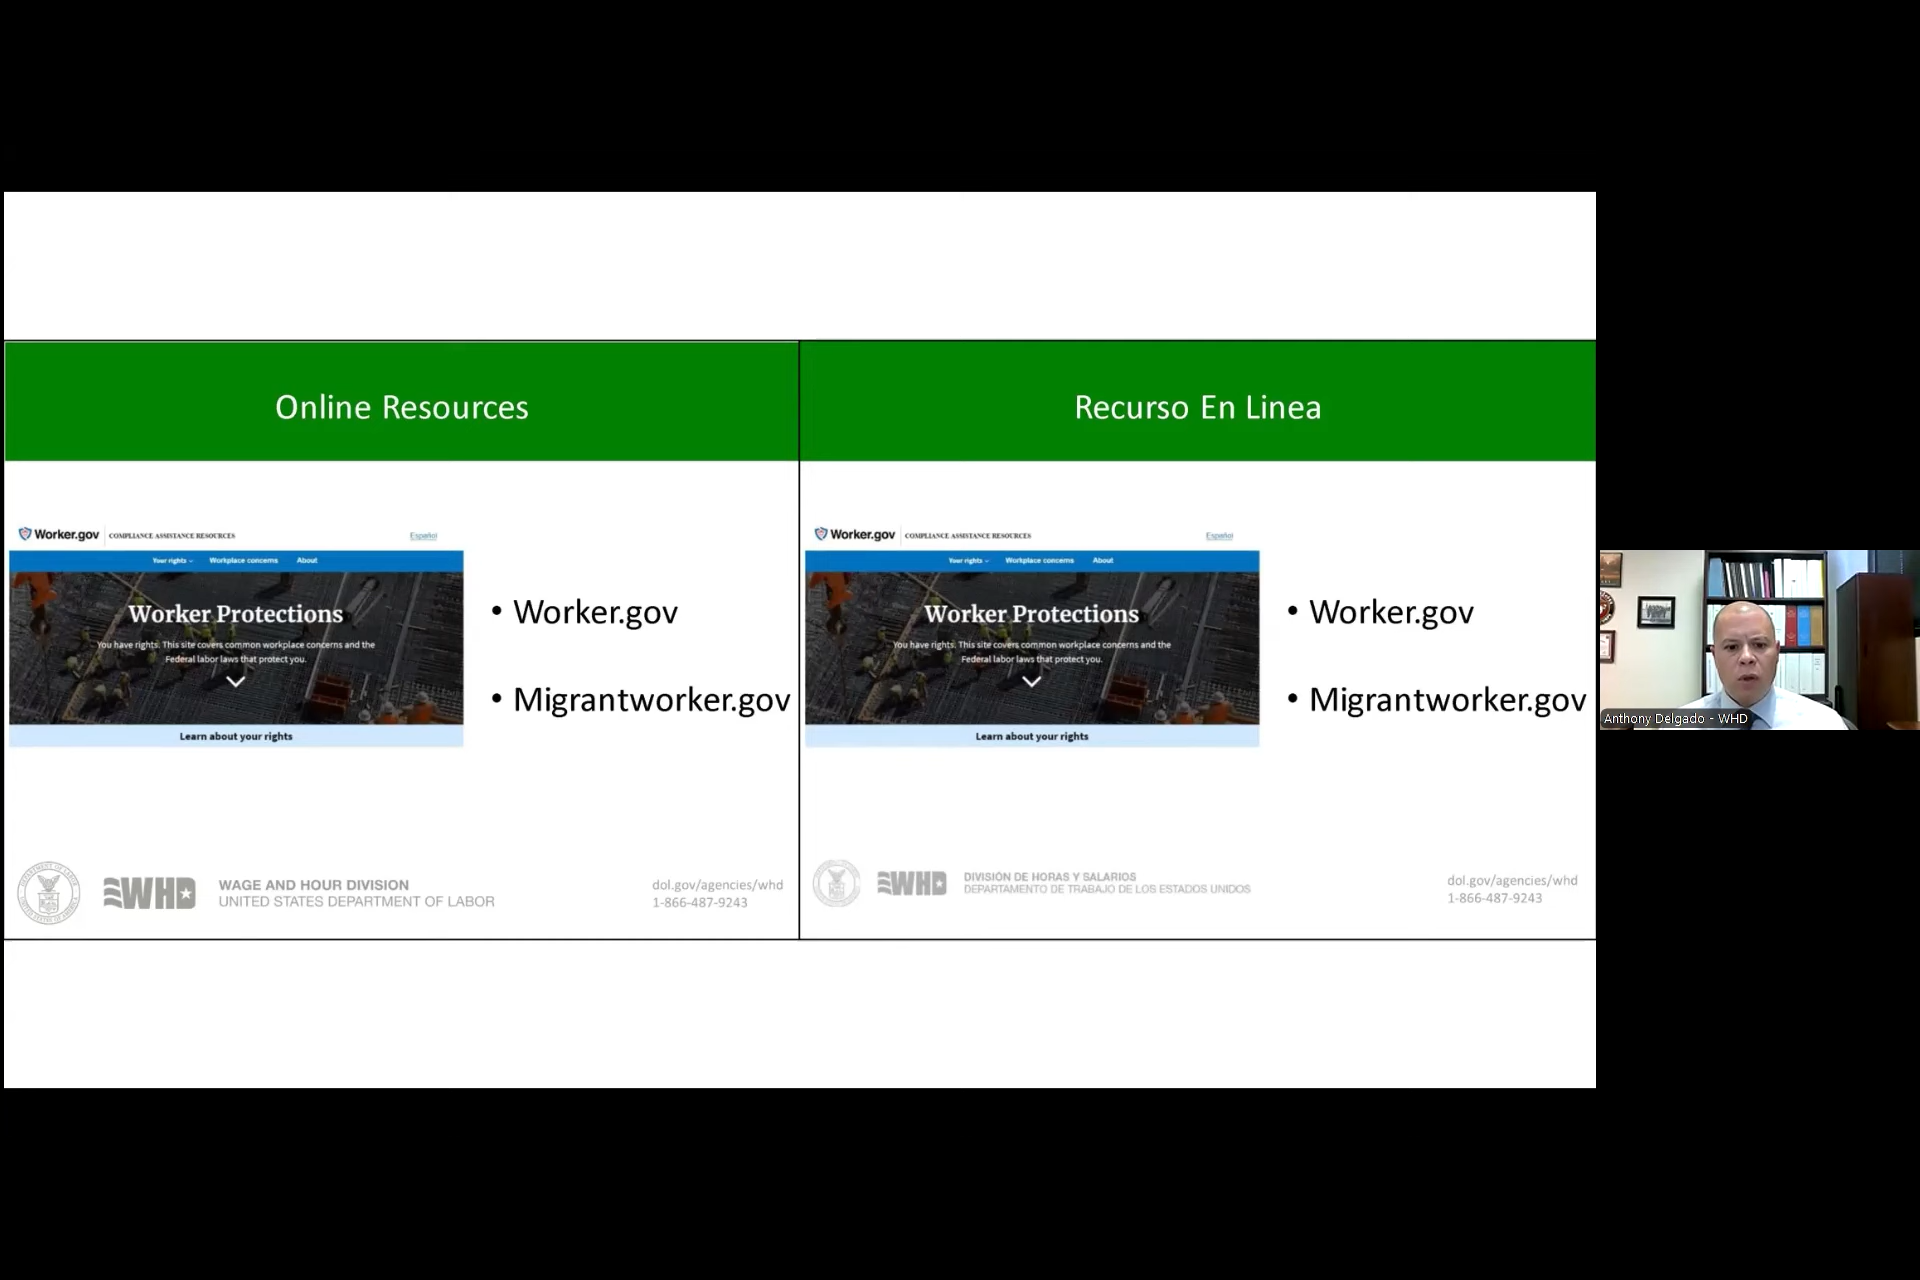 Online Resources
Worker.gov COMPLIANCE ASSISTANCE RESOURCES Español
Your rights Workplace concerns About
Worker Protections
You have rights. This site covers common workplace concerns and the
Federal labor laws that protect you.
Learn about your rights
• Worker.gov
• Migrantworker.gov
WHD
WAGE AND HOUR DIVISION
UNITED STATES DEPARTMENT OF LABOR
dol.gov/agencies/whd
1-866-487-9243
Recurso En Linea
Worker.gov COMPLIANCE ASSISTANCE RESOURCES Español
Your rights Workplace concerns About
Worker Protections
You have rights. This site covers common workplace concerns and the
Federal labor laws that protect you.
Learn about your rights
• Worker.gov
• Migrantworker.gov
WHD
DIVISIÓN DE HORAS Y SALARIOS
DEPARTAMENTO DE TRABAJO DE LOS ESTADOS UNIDOS
dol.gov/agencies/whd
1-866-487-9243
Anthony Delgado - WHD